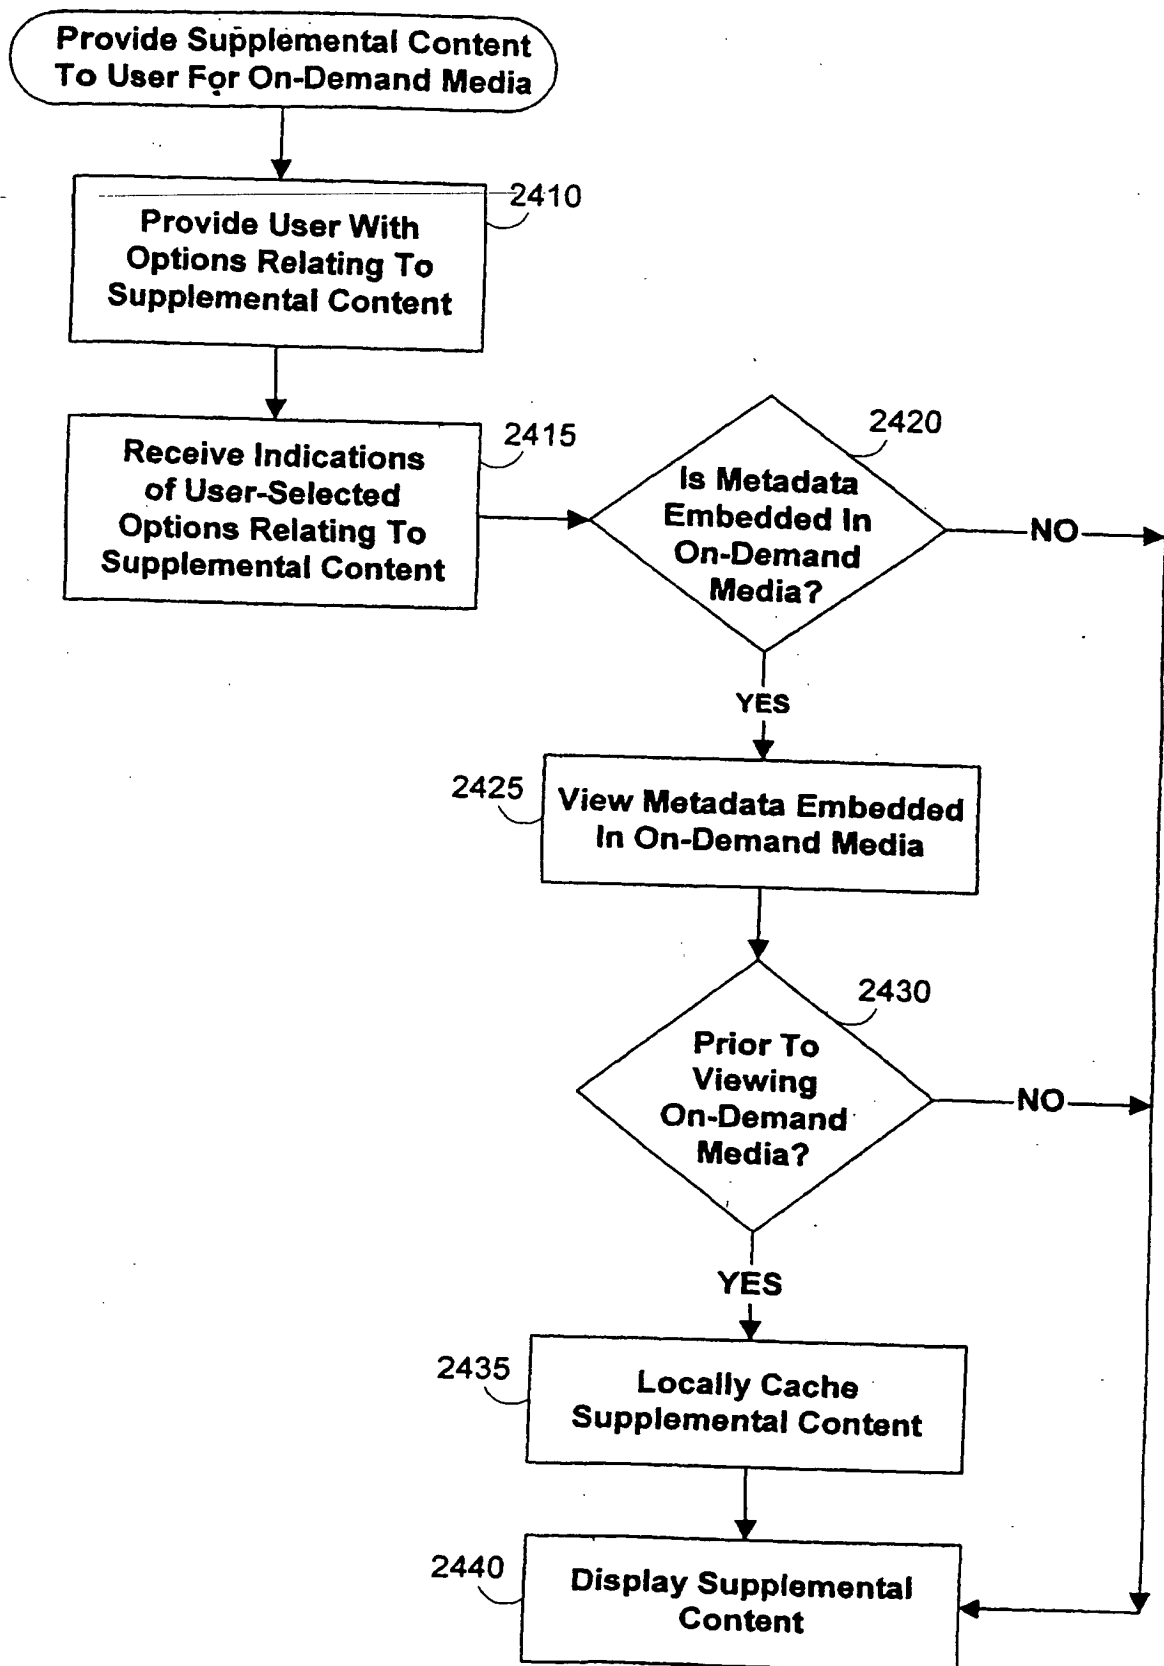 Provide Supplemental Content
To User For On-Demand Media
2410
Provide User With
Options Relating To
Supplemental Content
2415
Receive Indications
of User-Selected
Options Relating To
Supplemental Content
2420
Is Metadada
Embedded In
On-Demand
Media?
NO
YES
2425
View Metadada Embedded
In On-Demand Media
2430
Prior To
Viewing
On-Demand
Media?
NO
YES
2435
Locally Cache
Supplemental Content
2440
Display Supplemental
Content